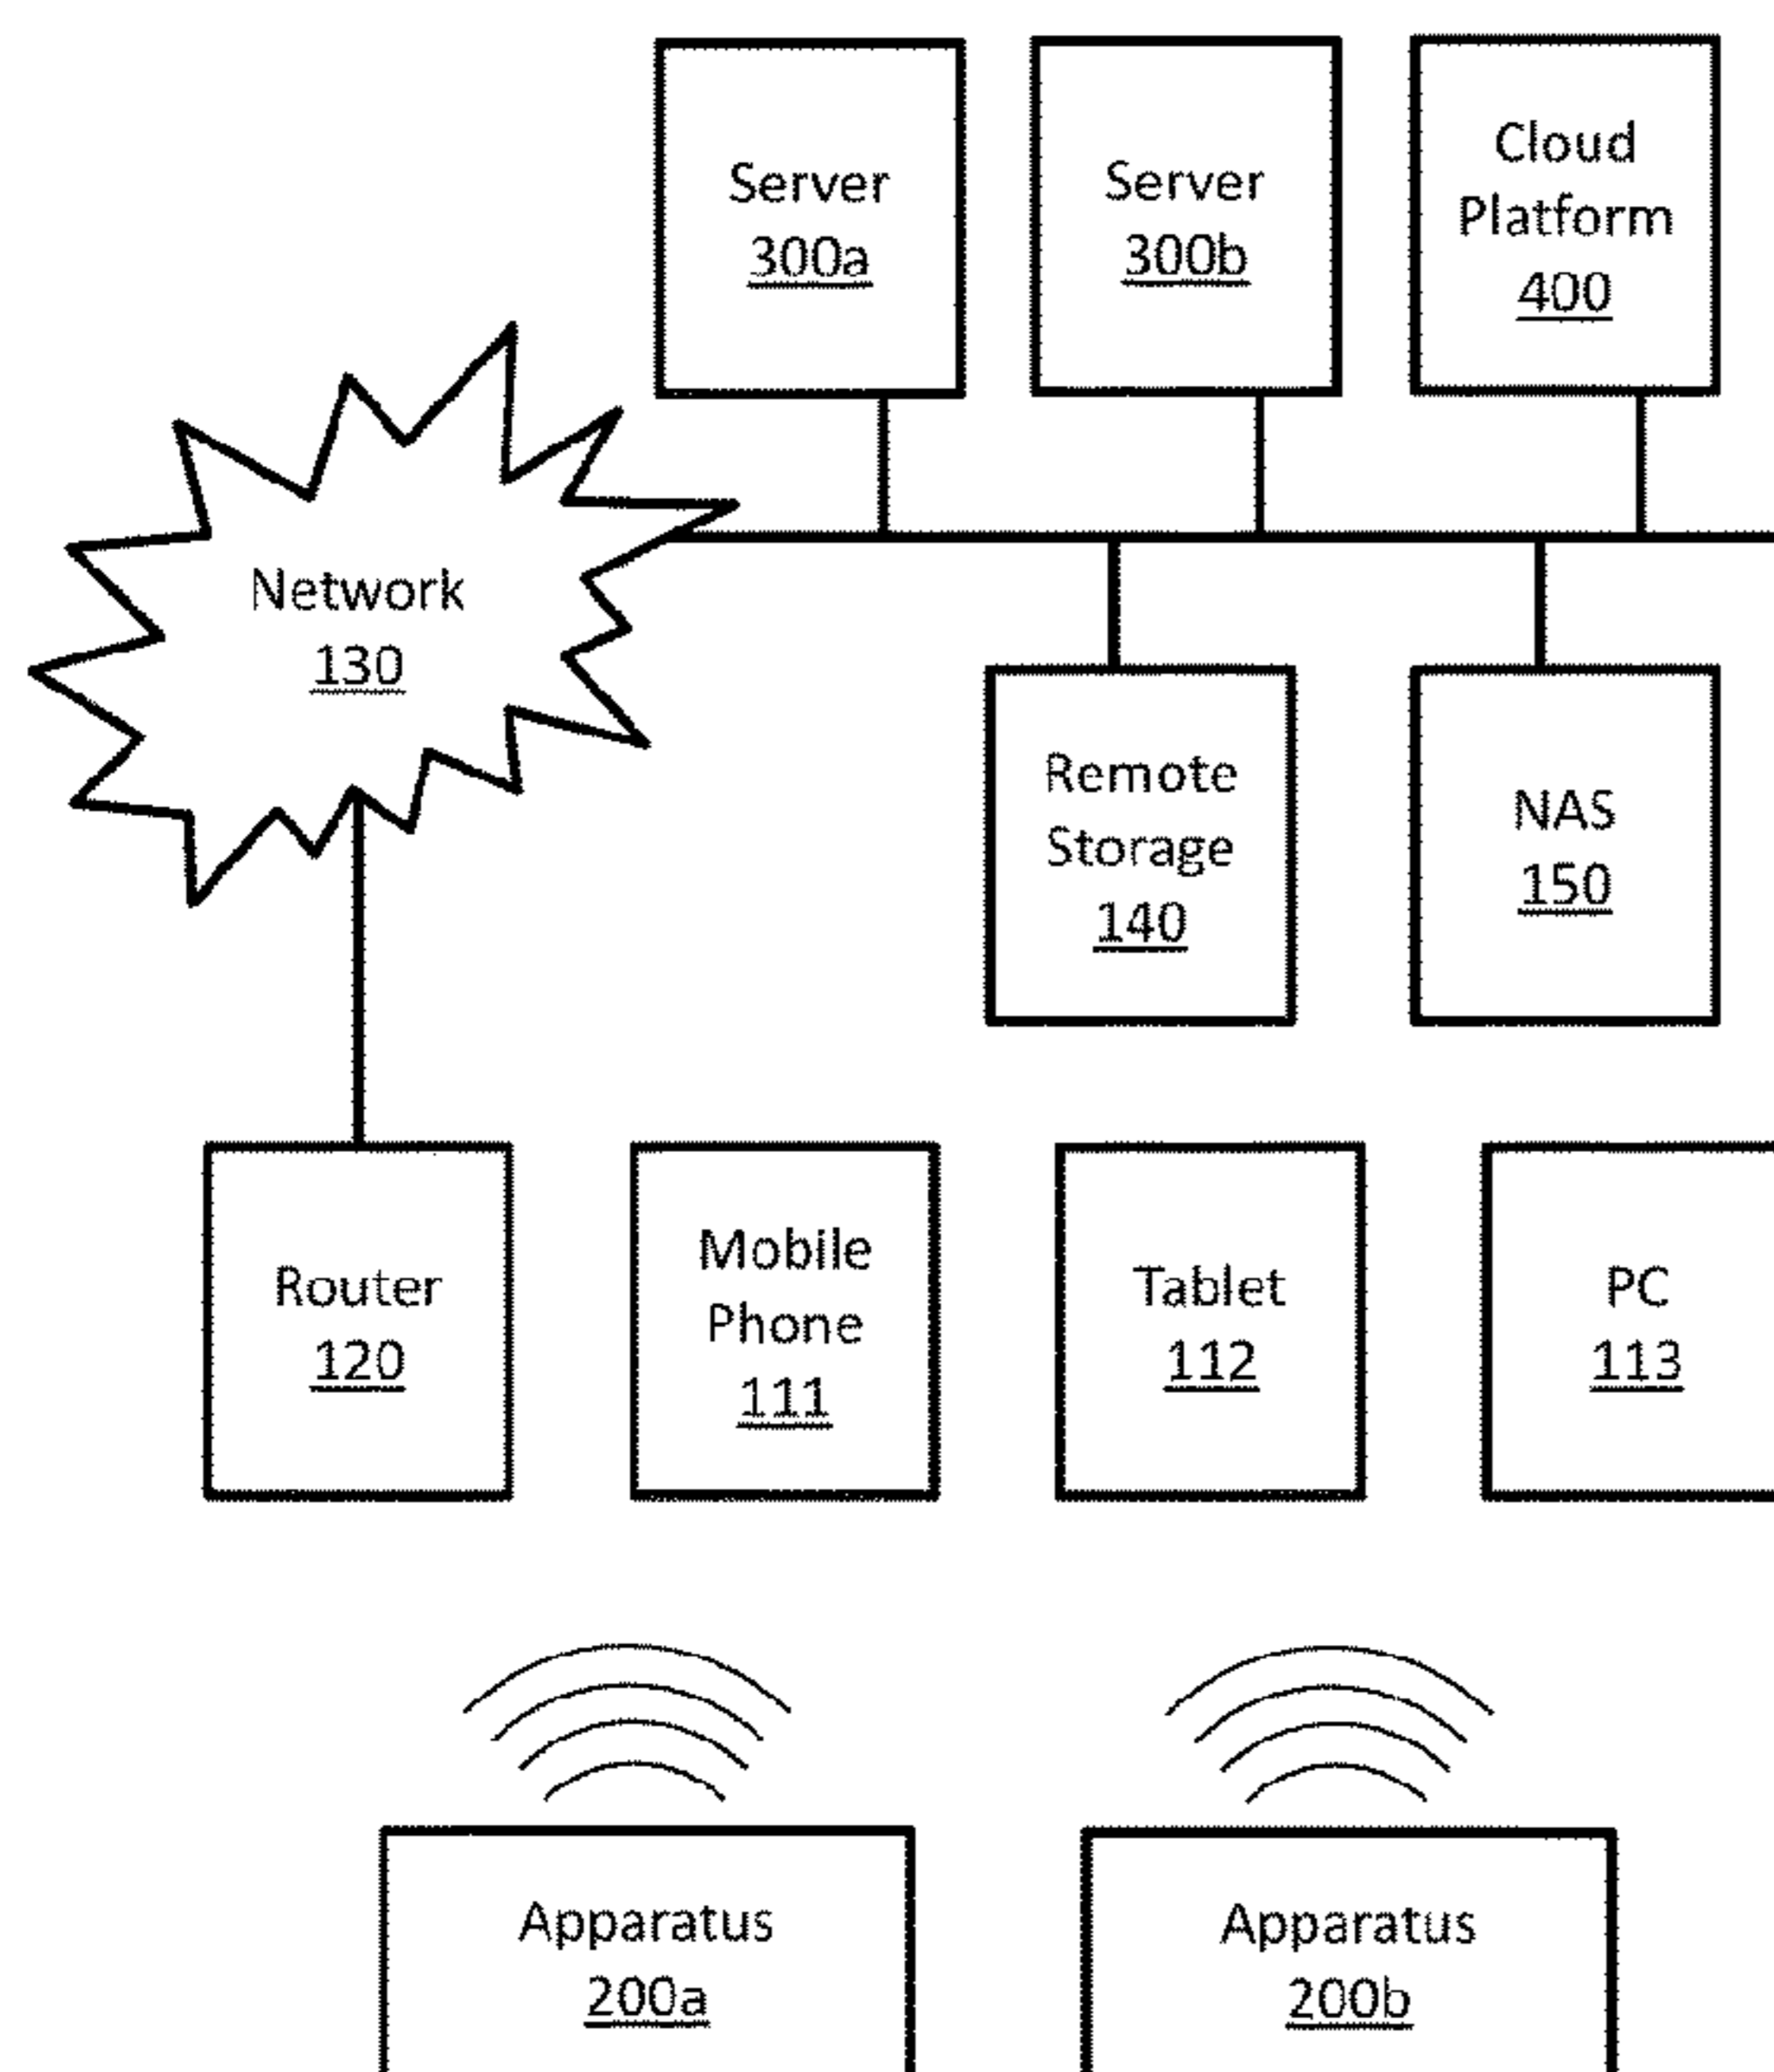 Server
300a
Server
300b
Cloud
Platform
400
Network
130
Remote
Storage
140
NAS
150
Router
120
Mobile
Phone
111
Tablet
112
PC
113
Apparatus
200a
Apparatus
200b